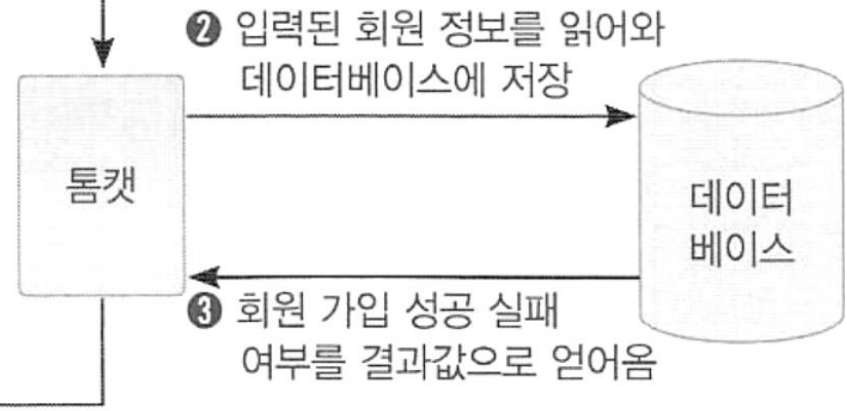 ❷ 입력된 회원 정보를 읽어와
데이터베이스에 저장
톰캣
데이터
베이스
❸ 회원 가입 성공 실패
여부를 결과값으로 얻어옴